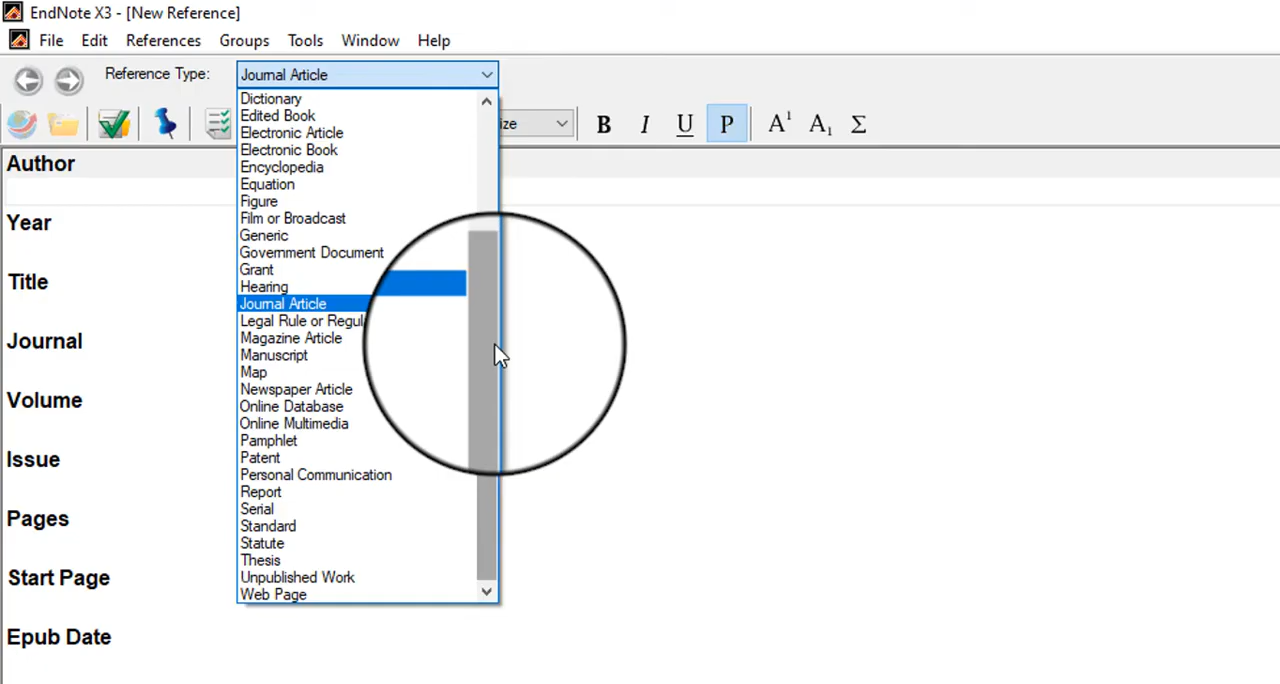 EndNote X3 - [New Reference]
File Edit References Groups Tools Window Help
Reference Type: Journal Article
B I U P A¹ A₁ Σ
Dictionary
Edited Book
Electronic Article
Electronic Book
Encyclopedia
Equation
Figure
Film or Broadcast
Generic
Government Document
Grant
Hearing
Journal Article
Legal Rule or Regul
Magazine Article
Manuscript
Map
Newspaper Article
Online Database
Online Multimedia
Pamphlet
Patent
Personal Communication
Report
Serial
Standard
Statute
Thesis
Unpublished Work
Web Page
Author
Year
Title
Journal
Volume
Issue
Pages
Start Page
Epub Date